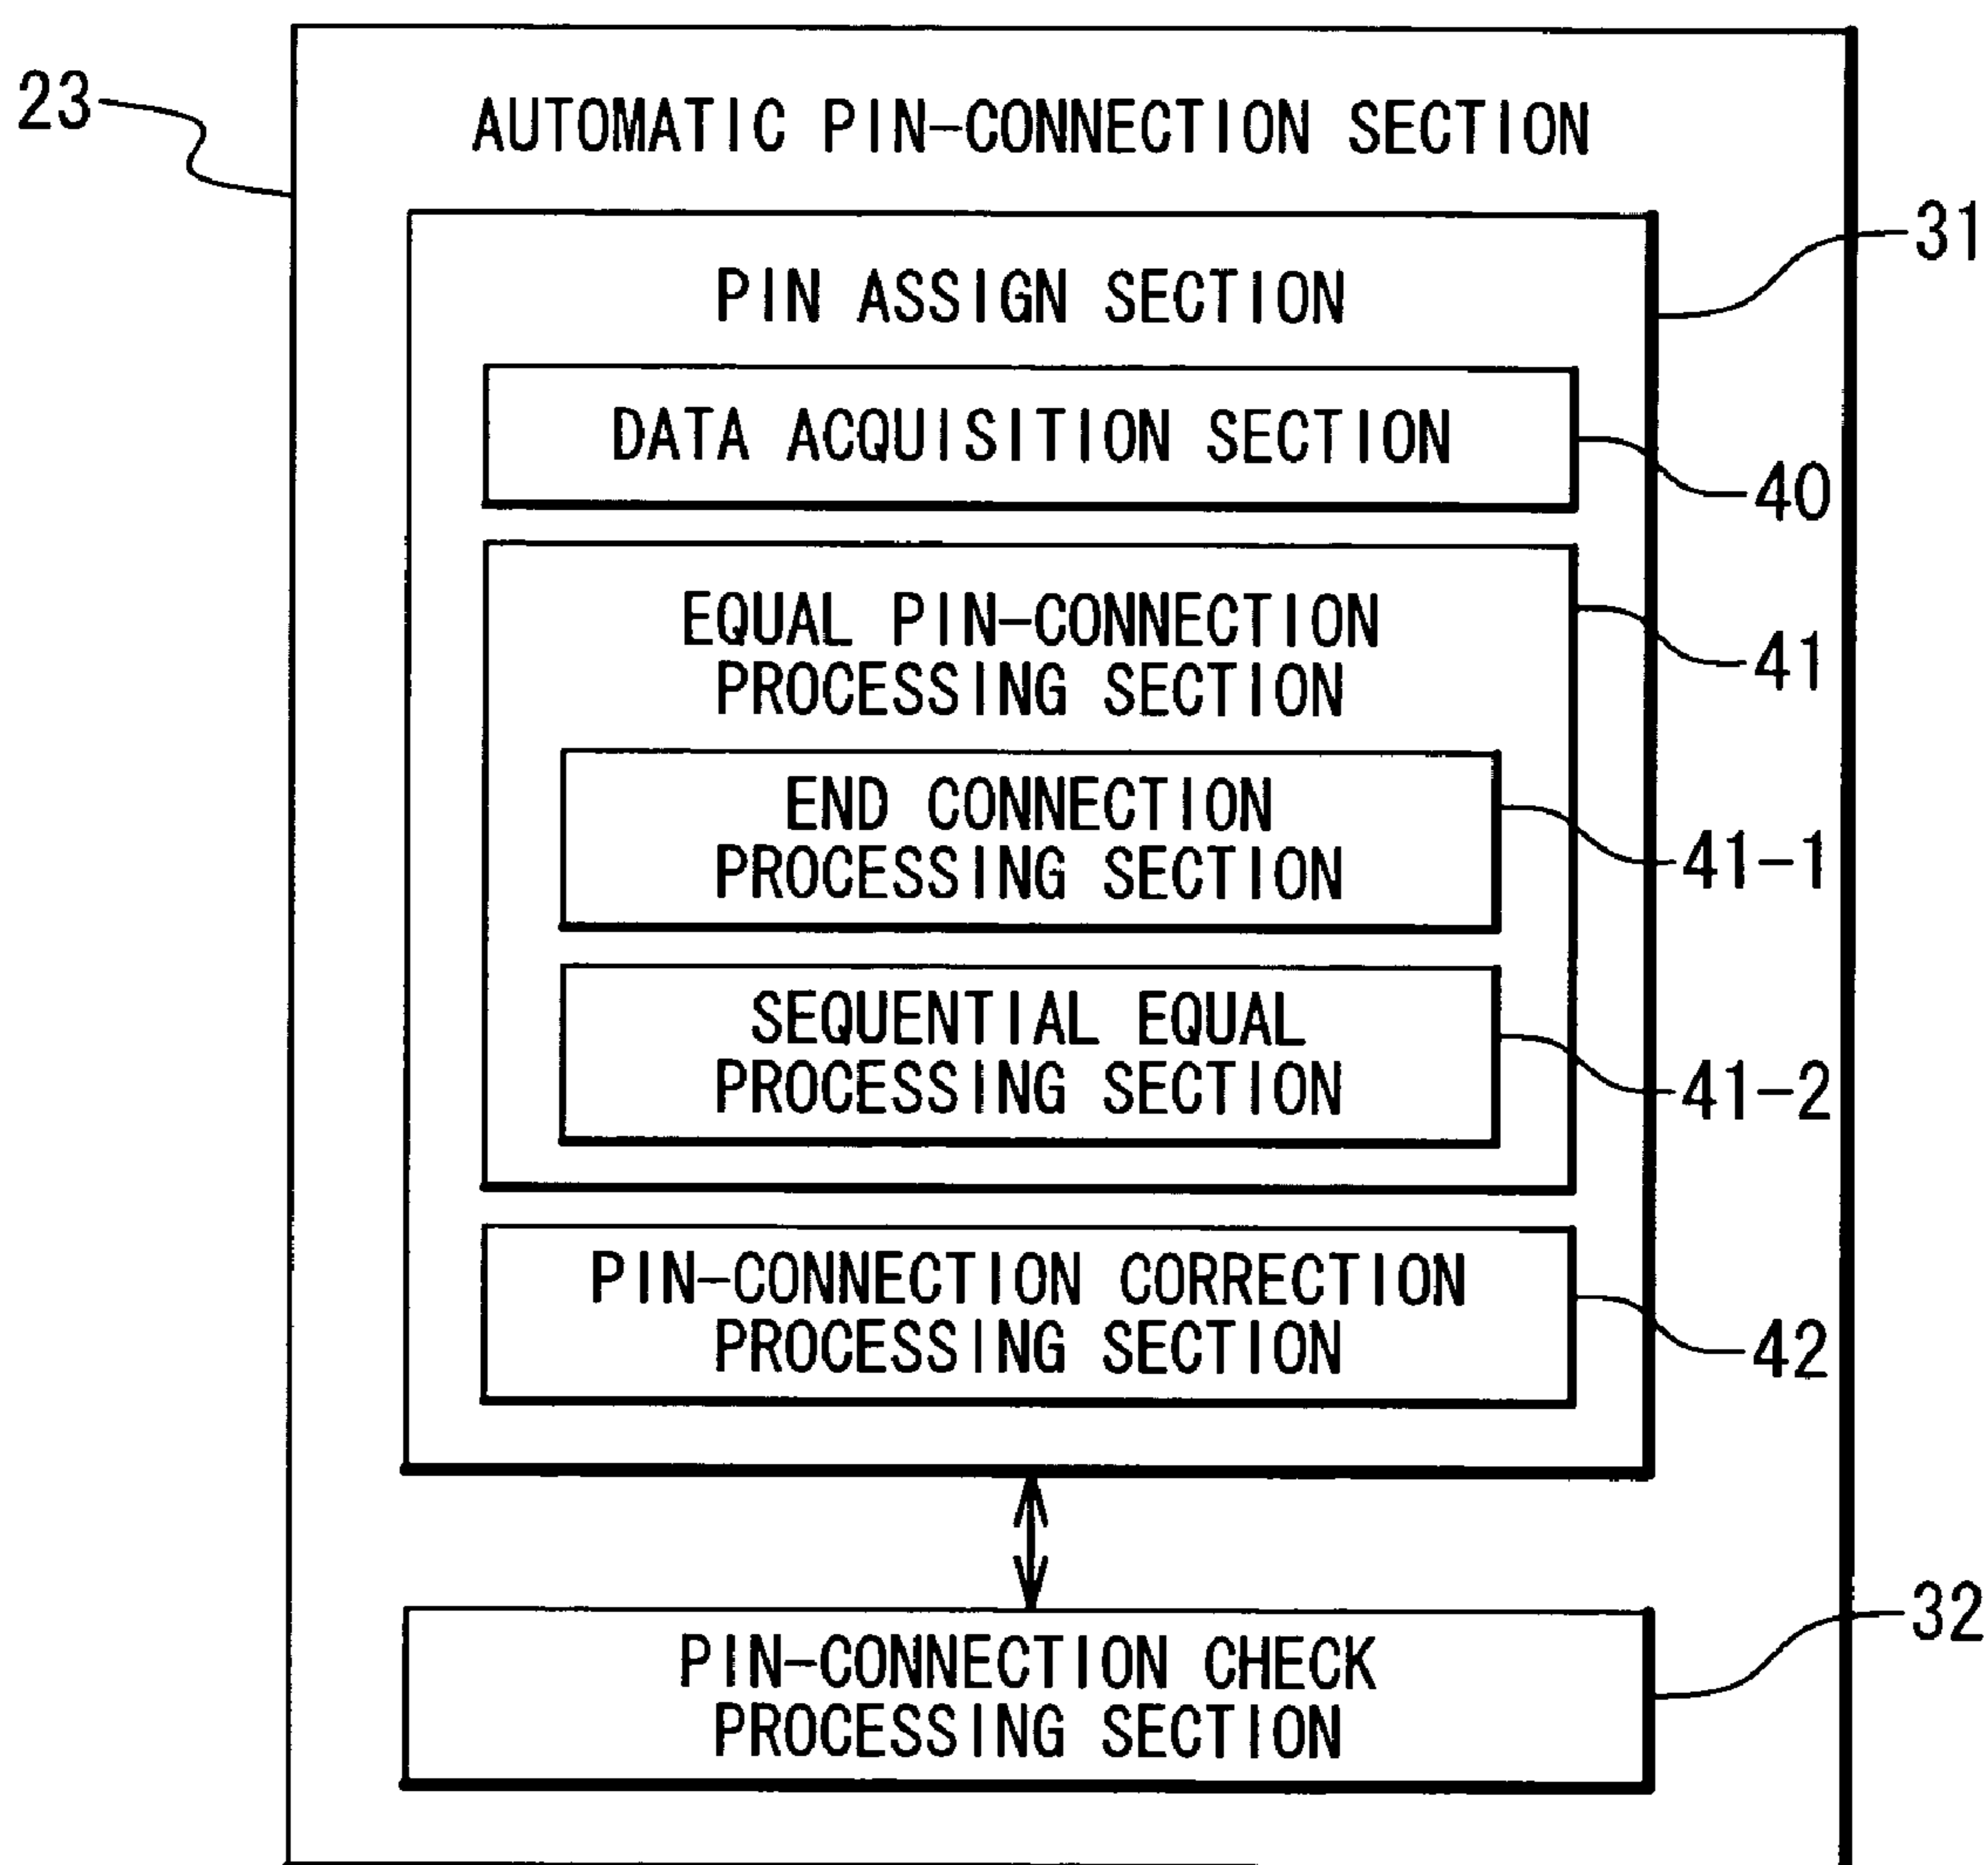 23
AUTOMATIC PIN-CONNECTION SECTION
31
PIN ASSIGN SECTION
DATA ACQUISITION SECTION
40
EQUAL PIN-CONNECTION
PROCESSING SECTION
41
END CONNECTION
PROCESSING SECTION
41-1
SEQUENTIAL EQUAL
PROCESSING SECTION
41-2
PIN-CONNECTION CORRECTION
PROCESSING SECTION
42
PIN-CONNECTION CHECK
PROCESSING SECTION
32